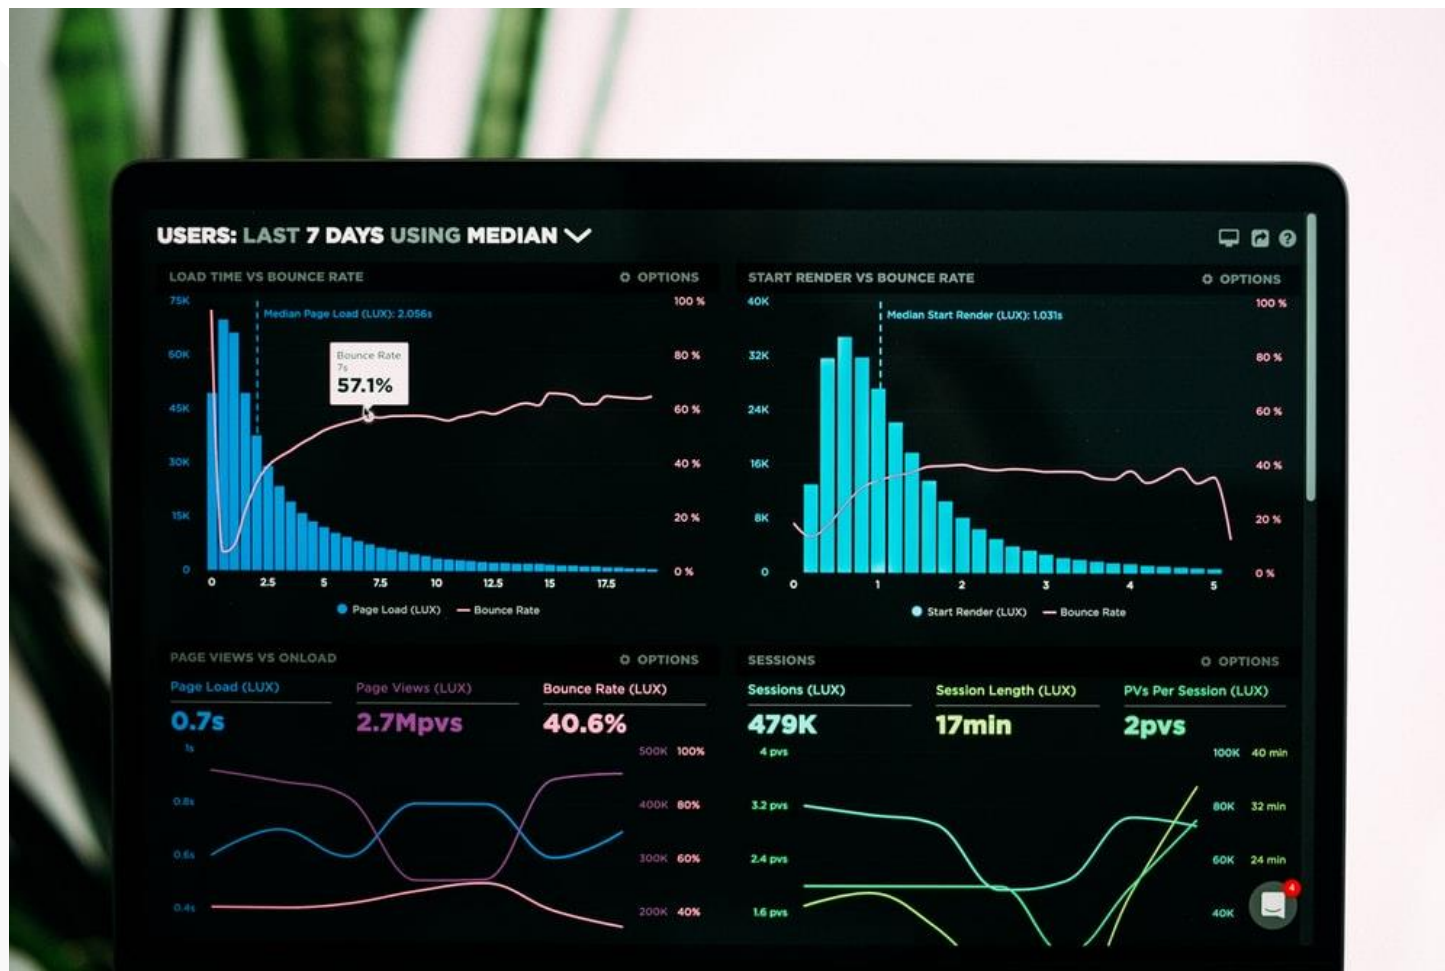 USERS: LAST 7 DAYS USING MEDIAN
LOAD TIME VS BOUNCE RATE
OPTIONS
75K
100 %
Median Page Load (LUX): 2.056s
60K
80 %
Bounce Rate
7s
57.1%
45K
60 %
30K
40 %
15K
20 %
0
0 %
0 2.5 5 7.5 10 12.5 15 17.5
Page Load (LUX) Bounce Rate
START RENDER VS BOUNCE RATE
OPTIONS
40K
100 %
Median Start Render (LUX): 1.031s
32K
80 %
24K
60 %
16K
40 %
8K
20 %
0
0 %
0 1 2 3 4 5
Start Render (LUX) Bounce Rate
PAGE VIEWS VS ONLOAD
OPTIONS
Page Load (LUX) Page Views (LUX) Bounce Rate (LUX)
0.7s 2.7Mpvs 40.6%
1s 500K 100%
0.8s 400K 80%
0.6s 300K 60%
0.4s 200K 40%
SESSIONS
OPTIONS
Sessions (LUX) Session Length (LUX) PVs Per Session (LUX)
479K 17min 2pvs
4 pvs 100K 40 min
3.2 pvs 80K 32 min
2.4 pvs 60K 24 min
1.6 pvs 40K
4